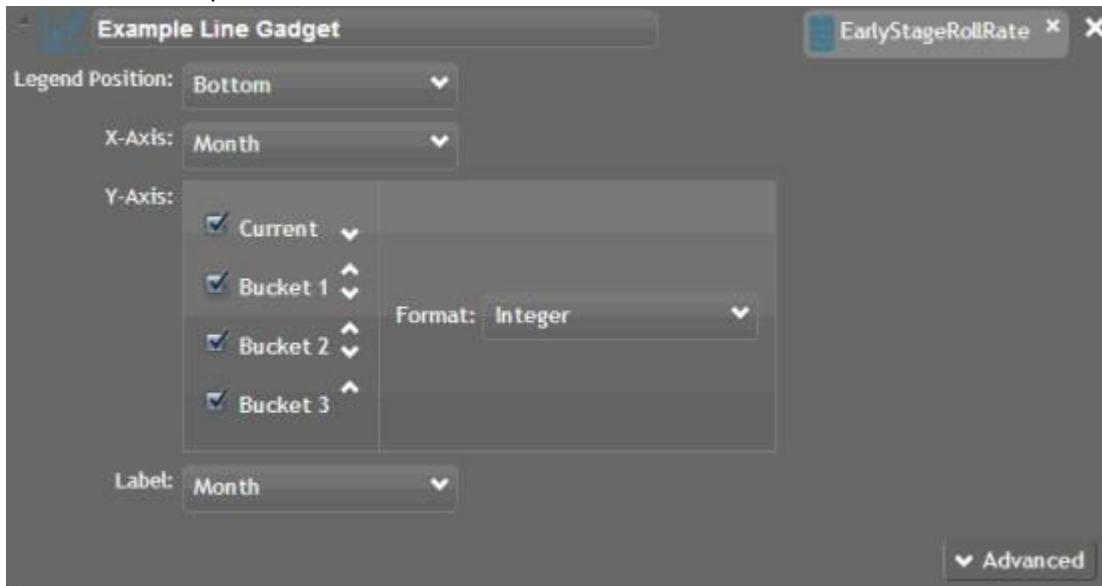 Example Line Gadget
EarlyStageRollRate
Legend Position: Bottom
X-Axis: Month
Y-Axis:
Current
Bucket 1
Format: Integer
Bucket 2
Bucket 3
Label: Month
Advanced